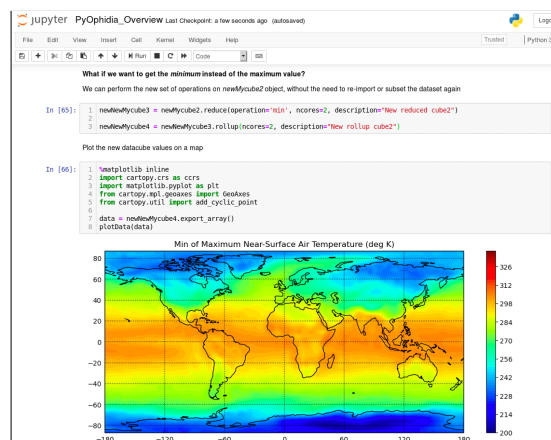 jupyter PyOphidia_Overview Last Checkpoint: a few seconds ago (autosaved)
Logo
File Edit View Insert Cell Kernel Widgets Help Trusted Python 3
Run Code
What if we want to get the minimum instead of the maximum value?
We can perform the new set of operations on newMycube2 object, without the need to re-import or subset the dataset again
In [65]: 1 newNewMycube3 = newMycube2.reduce(operation='min', ncores=2, description="New reduced cube2")
2
3 newNewMycube4 = newNewMycube3.rollup(ncores=2, description="New rollup cube2")
Plot the new datacube values on a map
In [66]: 1 %matplotlib inline
2 import cartopy.crs as ccrs
3 import matplotlib.pyplot as plt
4 from cartopy.mpl.geoaxes import GeoAxes
5 from cartopy.util import add_cyclic_point
6
7 data = newNewMycube4.export_array()
8 plotData(data)
Min of Maximum Near-Surface Air Temperature (deg K)
80
60
40
20
0
−20
−40
−60
−80
−180 −120 −60 0 60 120 180
326
312
298
284
270
256
242
228
214
200